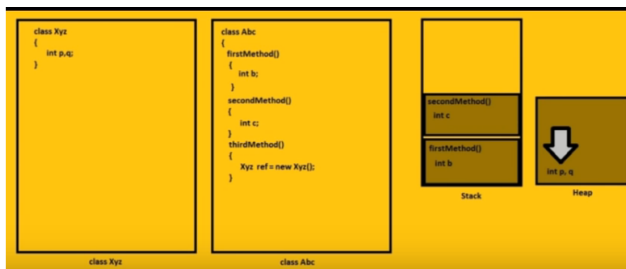 class Xyz
{
int p,q;
}
class Xyz
class Abc
{
firstMethod()
{
int b;
}
secondMethod()
{
int c;
}
thirdMethod()
{
Xyz ref = new Xyz();
}
class Abc
secondMethod()
int c
firstMethod()
int b
Stack
int p, q
Heap